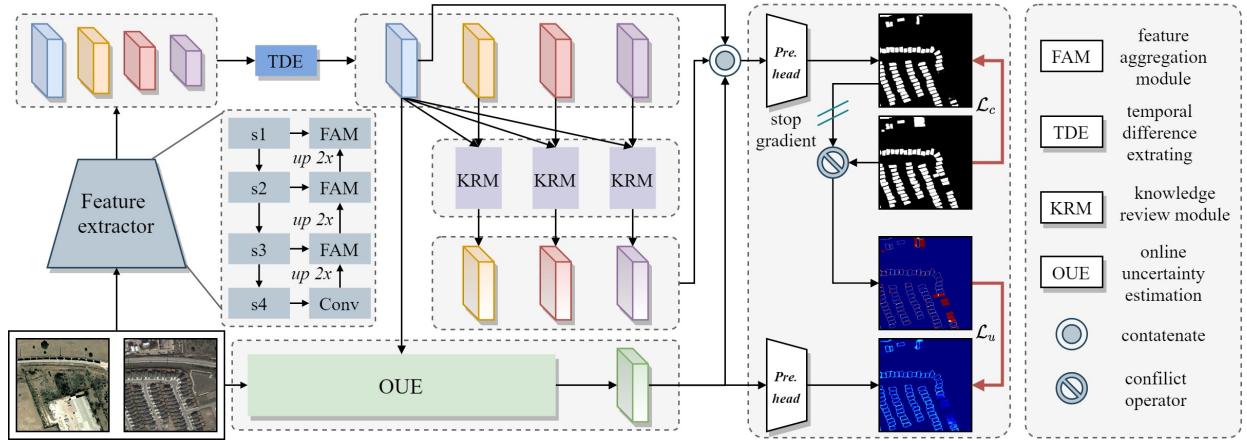 TDE
Feature
extractor
s1
FAM
up 2x
s2
FAM
up 2x
s3
FAM
up 2x
s4
Conv
KRM
KRM
KRM
OUE
Pre.
head
stop
gradient
ℒc
ℒu
Pre.
head
FAM
feature
aggregation
module
TDE
temporal
difference
extrating
KRM
knowledge
review module
OUE
online
uncertainty
estimation
contatenate
confilict
operator